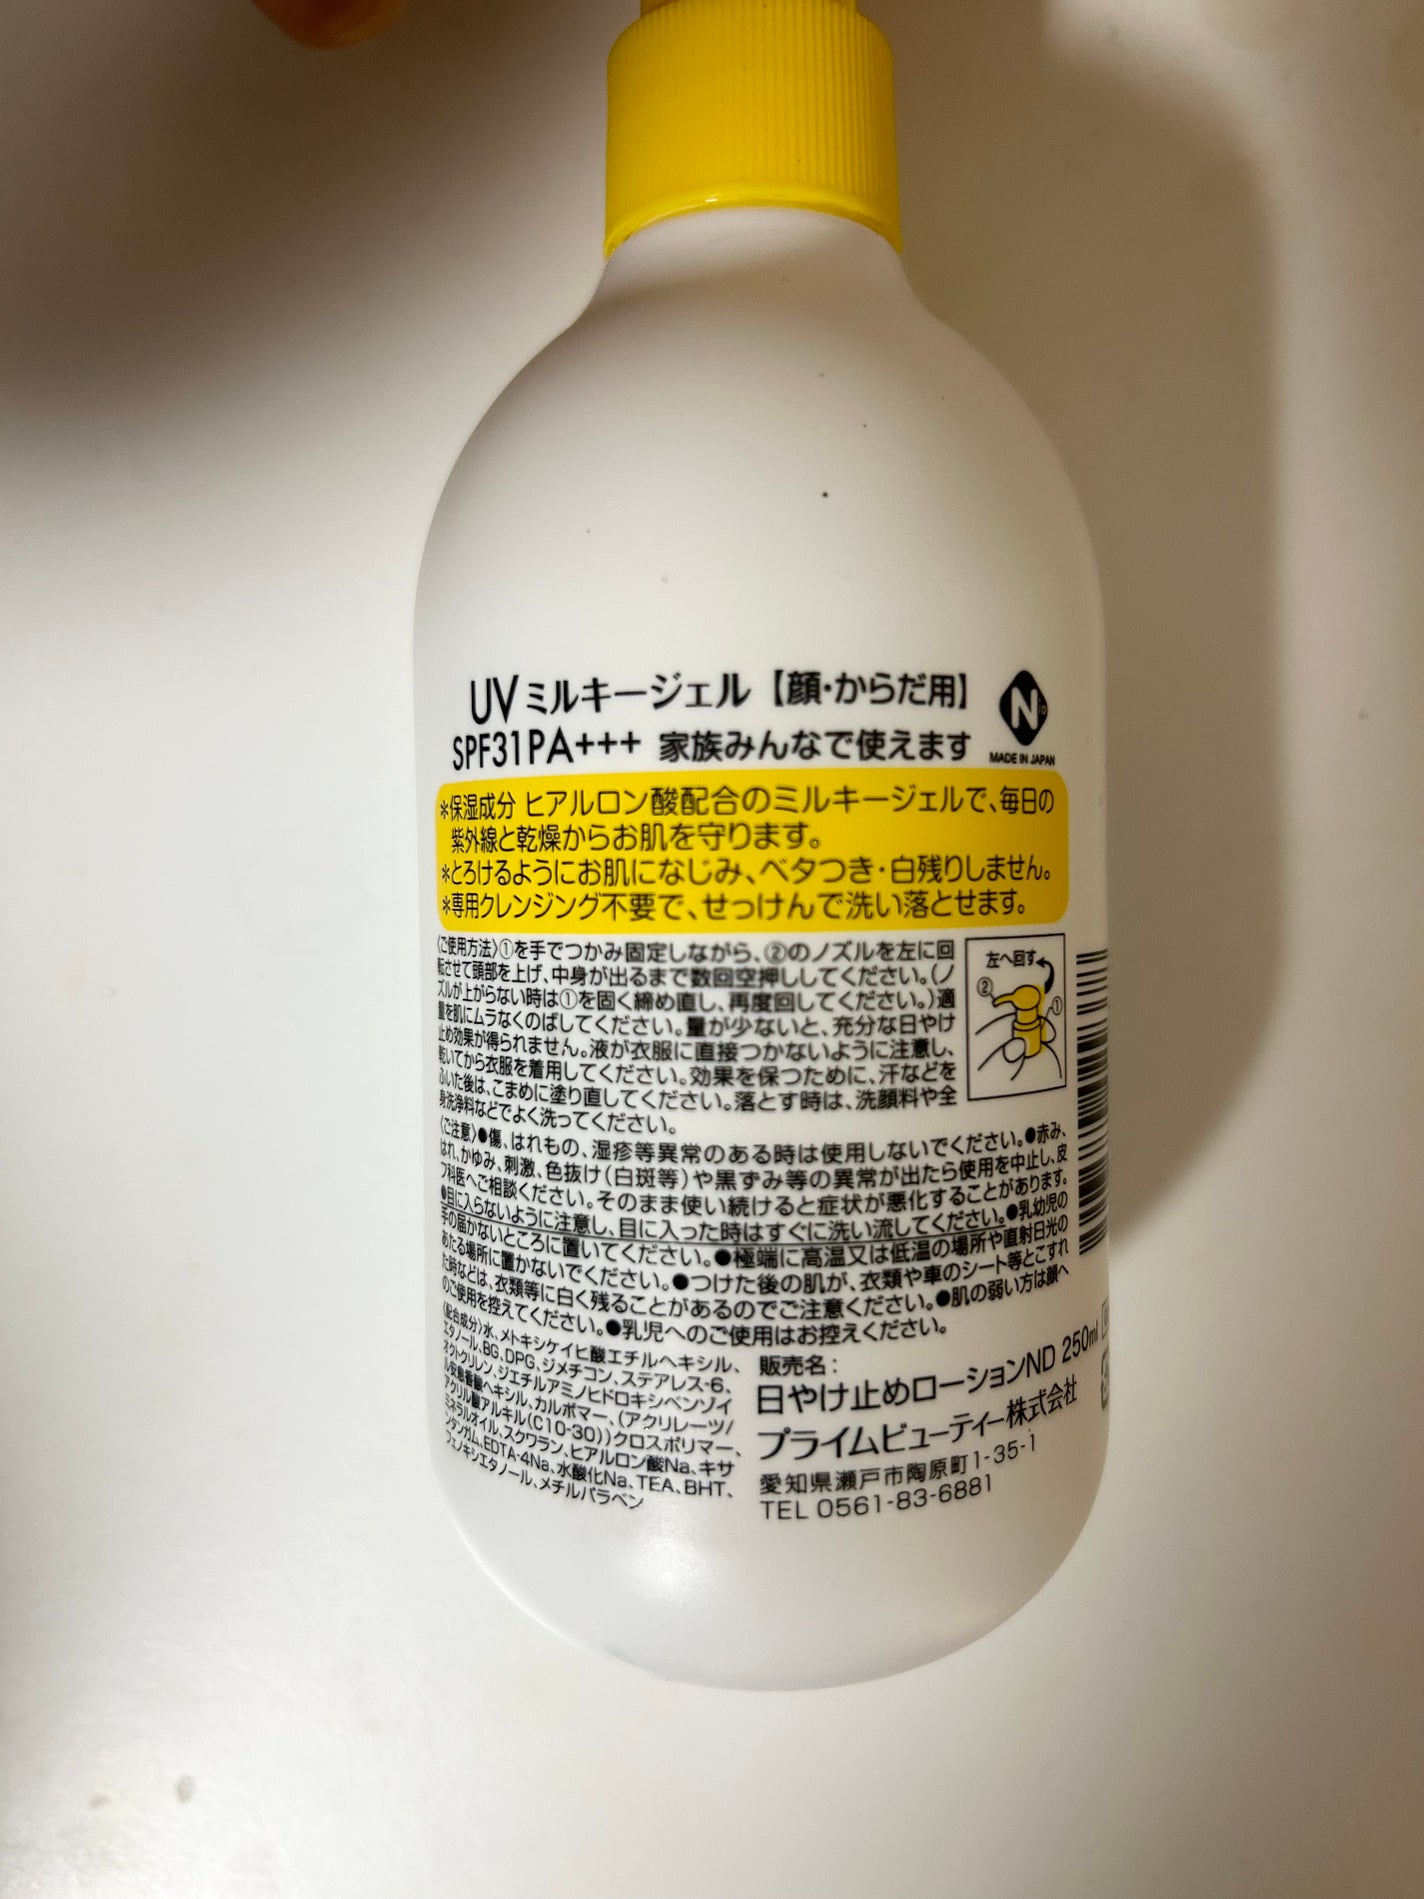 UVミルキージェル【顔・からだ用】
SPF31PA+++ 家族みんなで使えます
N
MADE IN JAPAN
*保湿成分 ヒアルロン酸配合のミルキージェルで、毎日の
紫外線と乾燥からお肌を守ります。
*とろけるようにお肌になじみ、ベタつき・白残りしません。
*専用クレンジング不要で、せっけんで洗い落とせます。
〈ご使用方法〉①を手でつかみ固定しながら、②のノズルを左に回
転させて頭部を上げ、中身が出るまで数回空押ししてください。(ノ
ズルが上がらない時は①を固く締め直し、再度回してください。)適
量を肌にムラなくのばしてください。量が少ないと、充分な日やけ
止め効果が得られません。液が衣服に直接つかないように注意し、
乾いてから衣服を着用してください。効果を保つために、汗などを
ふいた後は、こまめに塗り直してください。落とす時は、洗顔料や全
身洗浄料などでよく洗ってください。
左へ回す
②
①
〈ご注意〉●傷、はれもの、湿疹等異常のある時は使用しないでください。●赤み、
はれ、かゆみ、刺激、色抜け(白斑等)や黒ずみ等の異常が出たら使用を中止し、皮
フ科医へご相談ください。そのまま使い続けると症状が悪化することがあります。
●目に入らないように注意し、目に入った時はすぐに洗い流してください。●乳幼児の
手の届かないところに置いてください。●極端に高温又は低温の場所や直射日光の
あたる場所に置かないでください。●つけた後の肌が、衣類や車のシート等とこすれ
た時などは、衣類等に白く残ることがあるのでご注意ください。●肌の弱い方は顔へ
のご使用を控えてください。●乳児へのご使用はお控えください。
〈配合成分〉水、メトキシケイヒ酸エチルヘキシル、
エタノール、BG、DPG、ジメチコン、ステアレス-6、
オクトクリレン、ジエチルアミノヒドロキシベンゾイ
ル安息香酸ヘキシル、カルボマー、(アクリレーツ/
アクリル酸アルキル(C10-30))クロスポリマー、
ミネラルオイル、スクワラン、ヒアルロン酸Na、キサ
ンタンガム、EDTA-4Na、水酸化Na、TEA、BHT、
フェノキシエタノール、メチルパラベン
販売名:
日やけ止めローションND 250ml
プライムビューティー株式会社
愛知県瀬戸市陶原町1-35-1
TEL 0561-83-6881